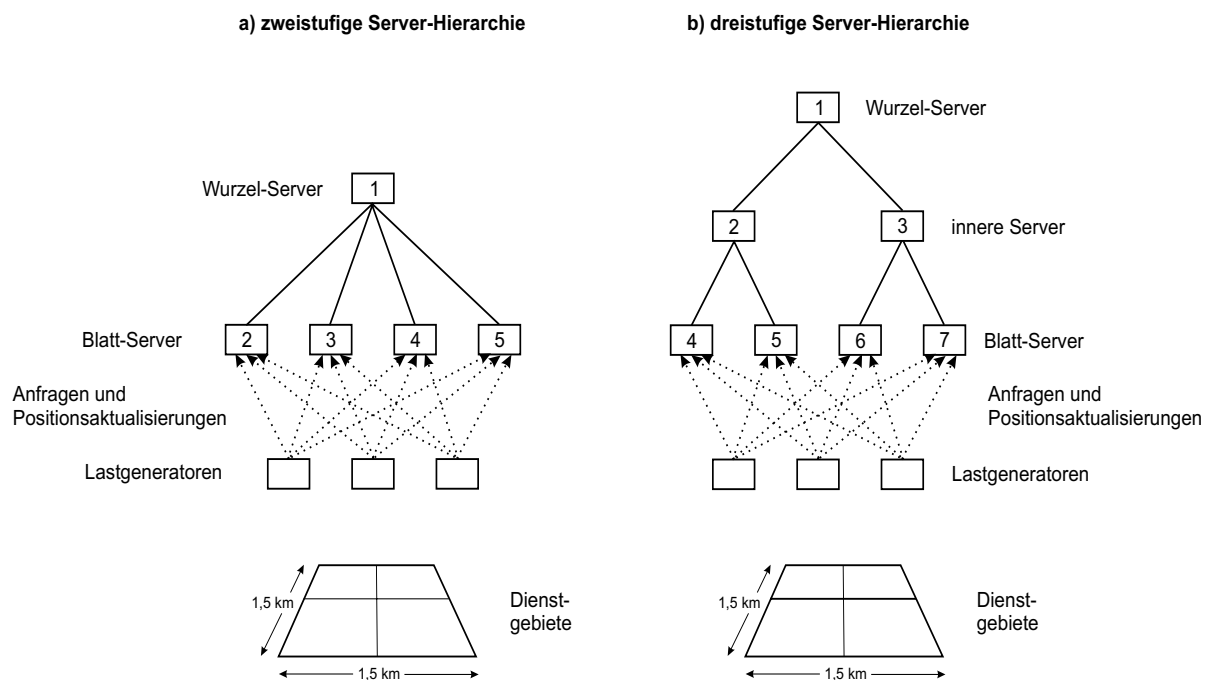 a) zweistufige Server-Hierarchie
Wurzel-Server
1
Blatt-Server
2
3
4
5
Anfragen und
Positionsaktualisierungen
Lastgeneratoren
1,5 km
1,5 km
Dienst-
gebiete
b) dreistufige Server-Hierarchie
1
Wurzel-Server
2
3
innere Server
4
5
6
7
Blatt-Server
Anfragen und
Positionsaktualisierungen
Lastgeneratoren
1,5 km
1,5 km
Dienst-
gebiete